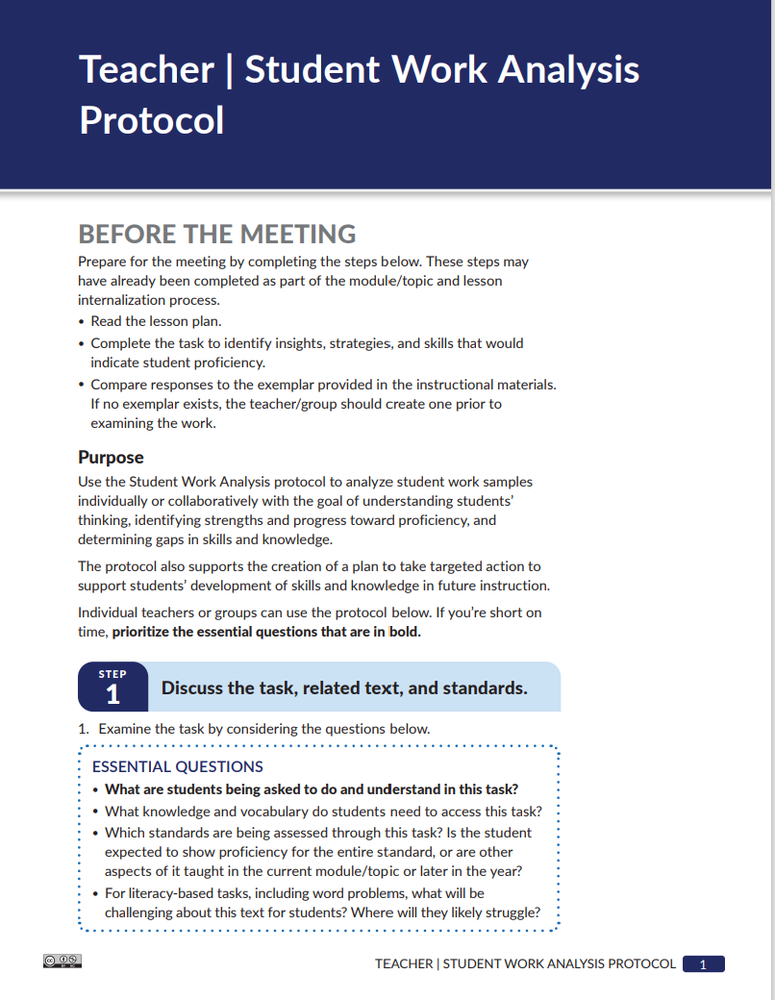 Teacher | Student Work Analysis
Protocol
BEFORE THE MEETING
Prepare for the meeting by completing the steps below. These steps may
have already been completed as part of the module/topic and lesson
internalization process.
• Read the lesson plan.
• Complete the task to identify insights, strategies, and skills that would
indicate student proficiency.
• Compare responses to the exemplar provided in the instructional materials.
If no exemplar exists, the teacher/group should create one prior to
examining the work.
Purpose
Use the Student Work Analysis protocol to analyze student work samples
individually or collaboratively with the goal of understanding students’
thinking, identifying strengths and progress toward proficiency, and
determining gaps in skills and knowledge.
The protocol also supports the creation of a plan to take targeted action to
support students’ development of skills and knowledge in future instruction.
Individual teachers or groups can use the protocol below. If you’re short on
time, prioritize the essential questions that are in bold.
STEP
1
Discuss the task, related text, and standards.
1. Examine the task by considering the questions below.
ESSENTIAL QUESTIONS
• What are students being asked to do and understand in this task?
• What knowledge and vocabulary do students need to access this task?
• Which standards are being assessed through this task? Is the student
expected to show proficiency for the entire standard, or are other
aspects of it taught in the current module/topic or later in the year?
• For literacy-based tasks, including word problems, what will be
challenging about this text for students? Where will they likely struggle?
TEACHER | STUDENT WORK ANALYSIS PROTOCOL 1